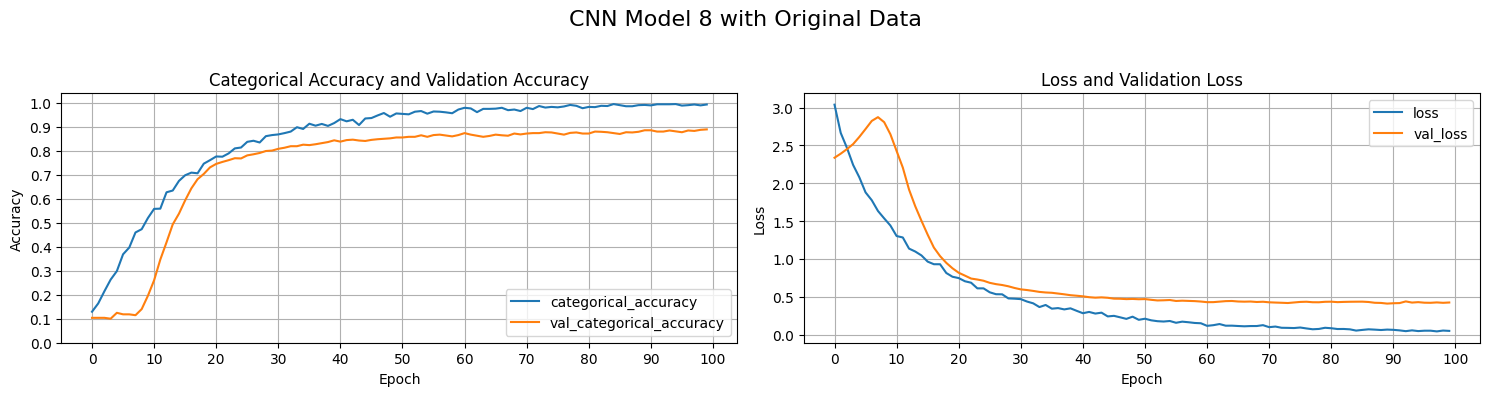 CNN Model 8 with Original Data
Categorical Accuracy and Validation Accuracy
Accuracy
1.0
0.9
0.8
0.7
0.6
0.5
0.4
0.3
0.2
0.1
0.0
categorical_accuracy
val_categorical_accuracy
0 10 20 30 40 50 60 70 80 90 100
Epoch
Loss and Validation Loss
Loss
3.0
2.5
2.0
1.5
1.0
0.5
0.0
loss
val_loss
0 10 20 30 40 50 60 70 80 90 100
Epoch